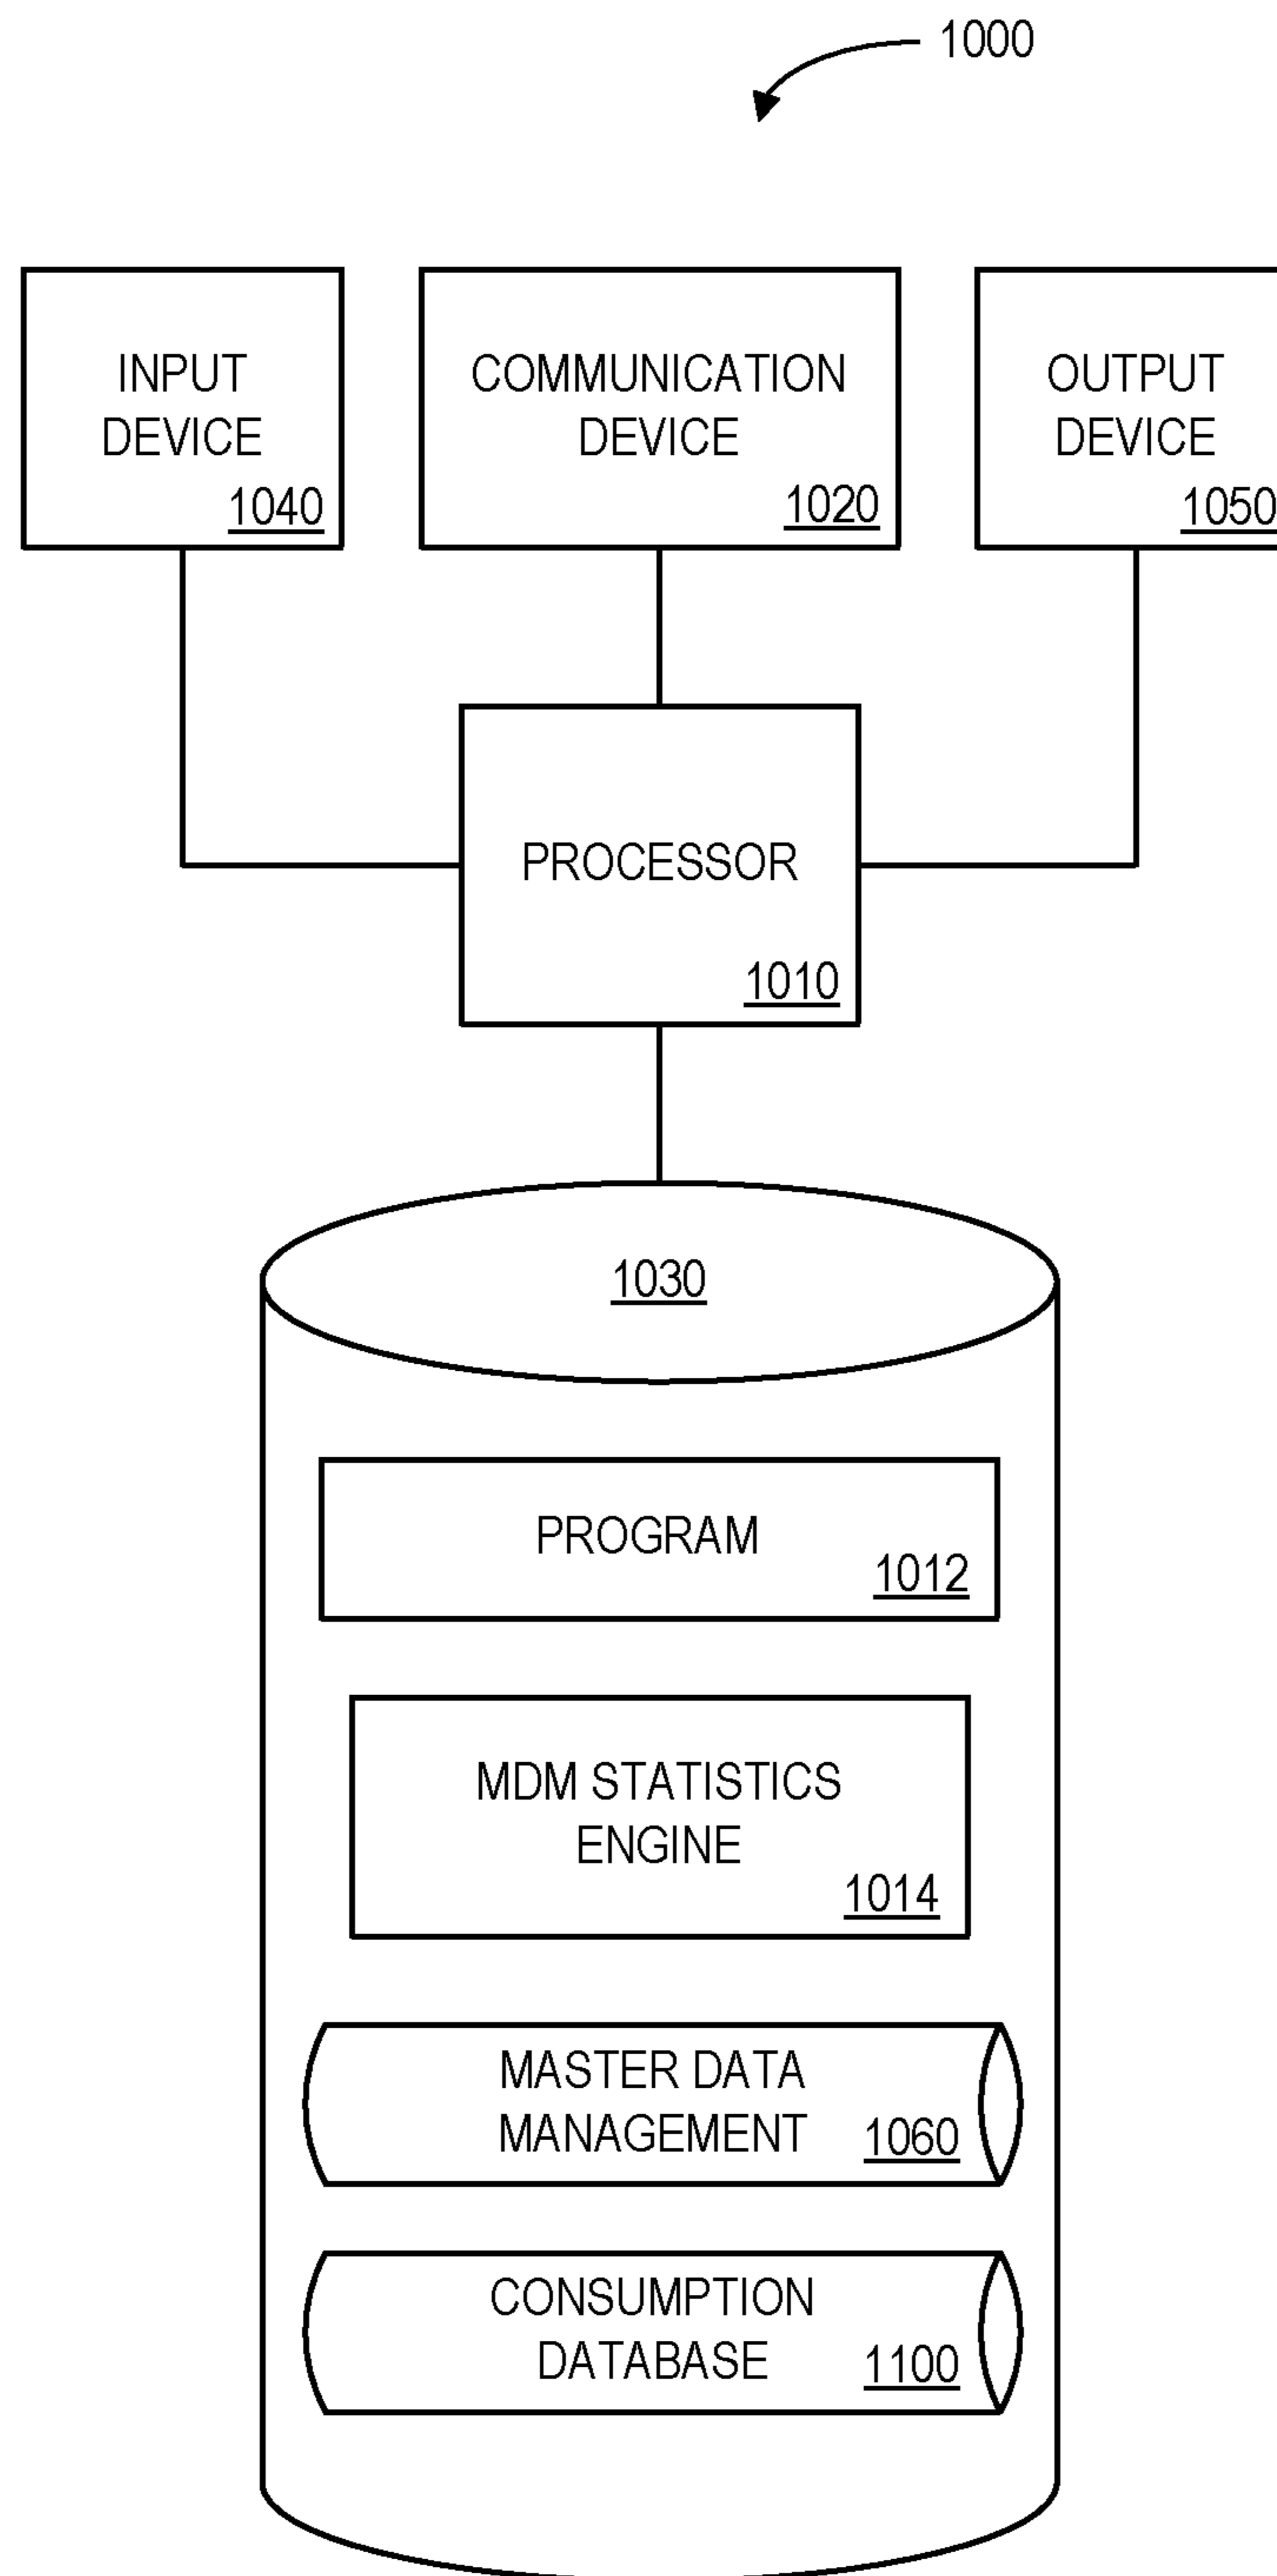 1000
INPUT
DEVICE
1040
COMMUNICATION
DEVICE
1020
OUTPUT
DEVICE
1050
PROCESSOR
1010
1030
PROGRAM
1012
MDM STATISTICS
ENGINE
1014
MASTER DATA
MANAGEMENT 1060
CONSUMPTION
DATABASE 1100